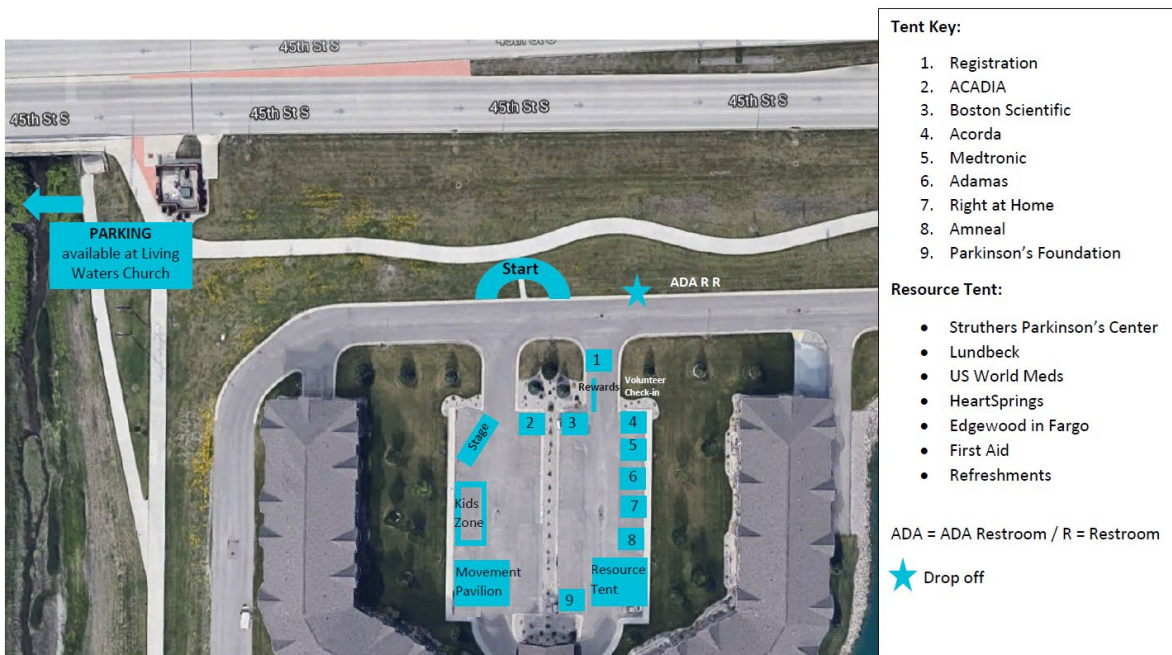 45th St S
45th St S
45th St S
45th St S
45th St S
45th St S
PARKING
available at Living
Waters Church
Start
ADA R R
1
Rewards
Volunteer
Check-in
Stage
2
3
4
5
6
7
8
Kids
Zone
Movement
Pavilion
Resource
Tent
9
Tent Key:
1. Registration
2. ACADIA
3. Boston Scientific
4. Acorda
5. Medtronic
6. Adamas
7. Right at Home
8. Amneal
9. Parkinson's Foundation
Resource Tent:
• Struthers Parkinson's Center
• Lundbeck
• US World Meds
• HeartSprings
• Edgewood in Fargo
• First Aid
• Refreshments
ADA = ADA Restroom / R = Restroom
Drop off